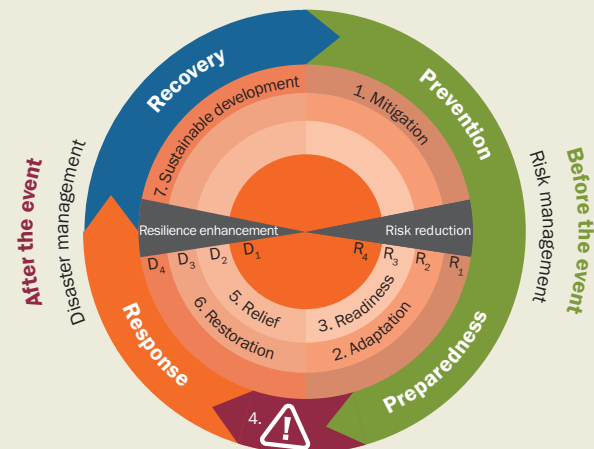 Recovery
Prevention
7. Sustainable development
1. Mitigation
After the event
Disaster management
Risk management
Before the event
Resilience enhancement
Risk reduction
D4 D3 D2 D1
R4 R3 R2 R1
6. Restoration
5. Relief
3. Readiness
2. Adaptation
Response
Preparedness
4.
!